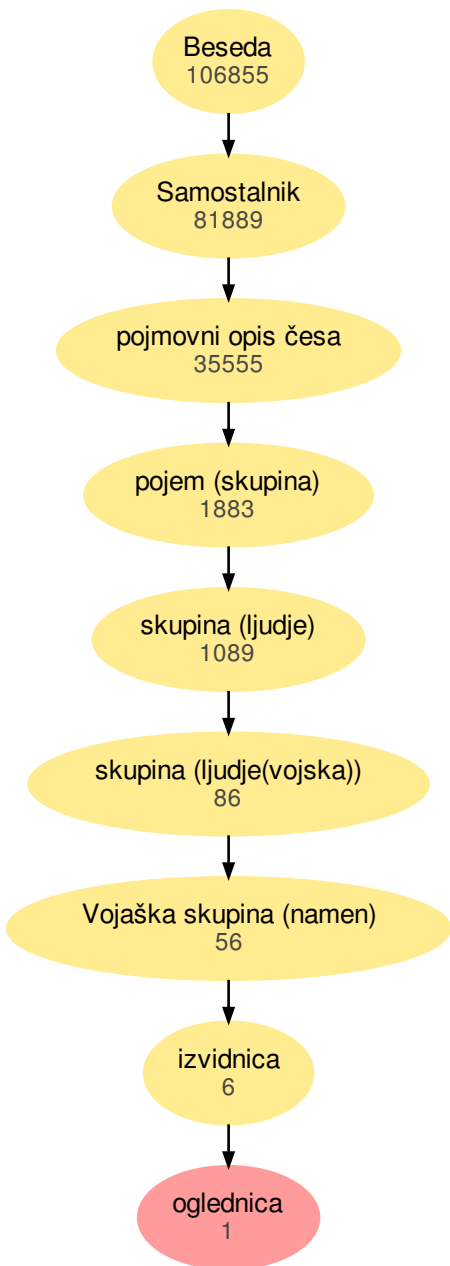 Beseda
106855
Samostalnik
81889
pojmovni opis česa
35555
pojem (skupina)
1883
skupina (ljudje)
1089
skupina (ljudje(vojska))
86
Vojaška skupina (namen)
56
izvidnica
6
oglednica
1